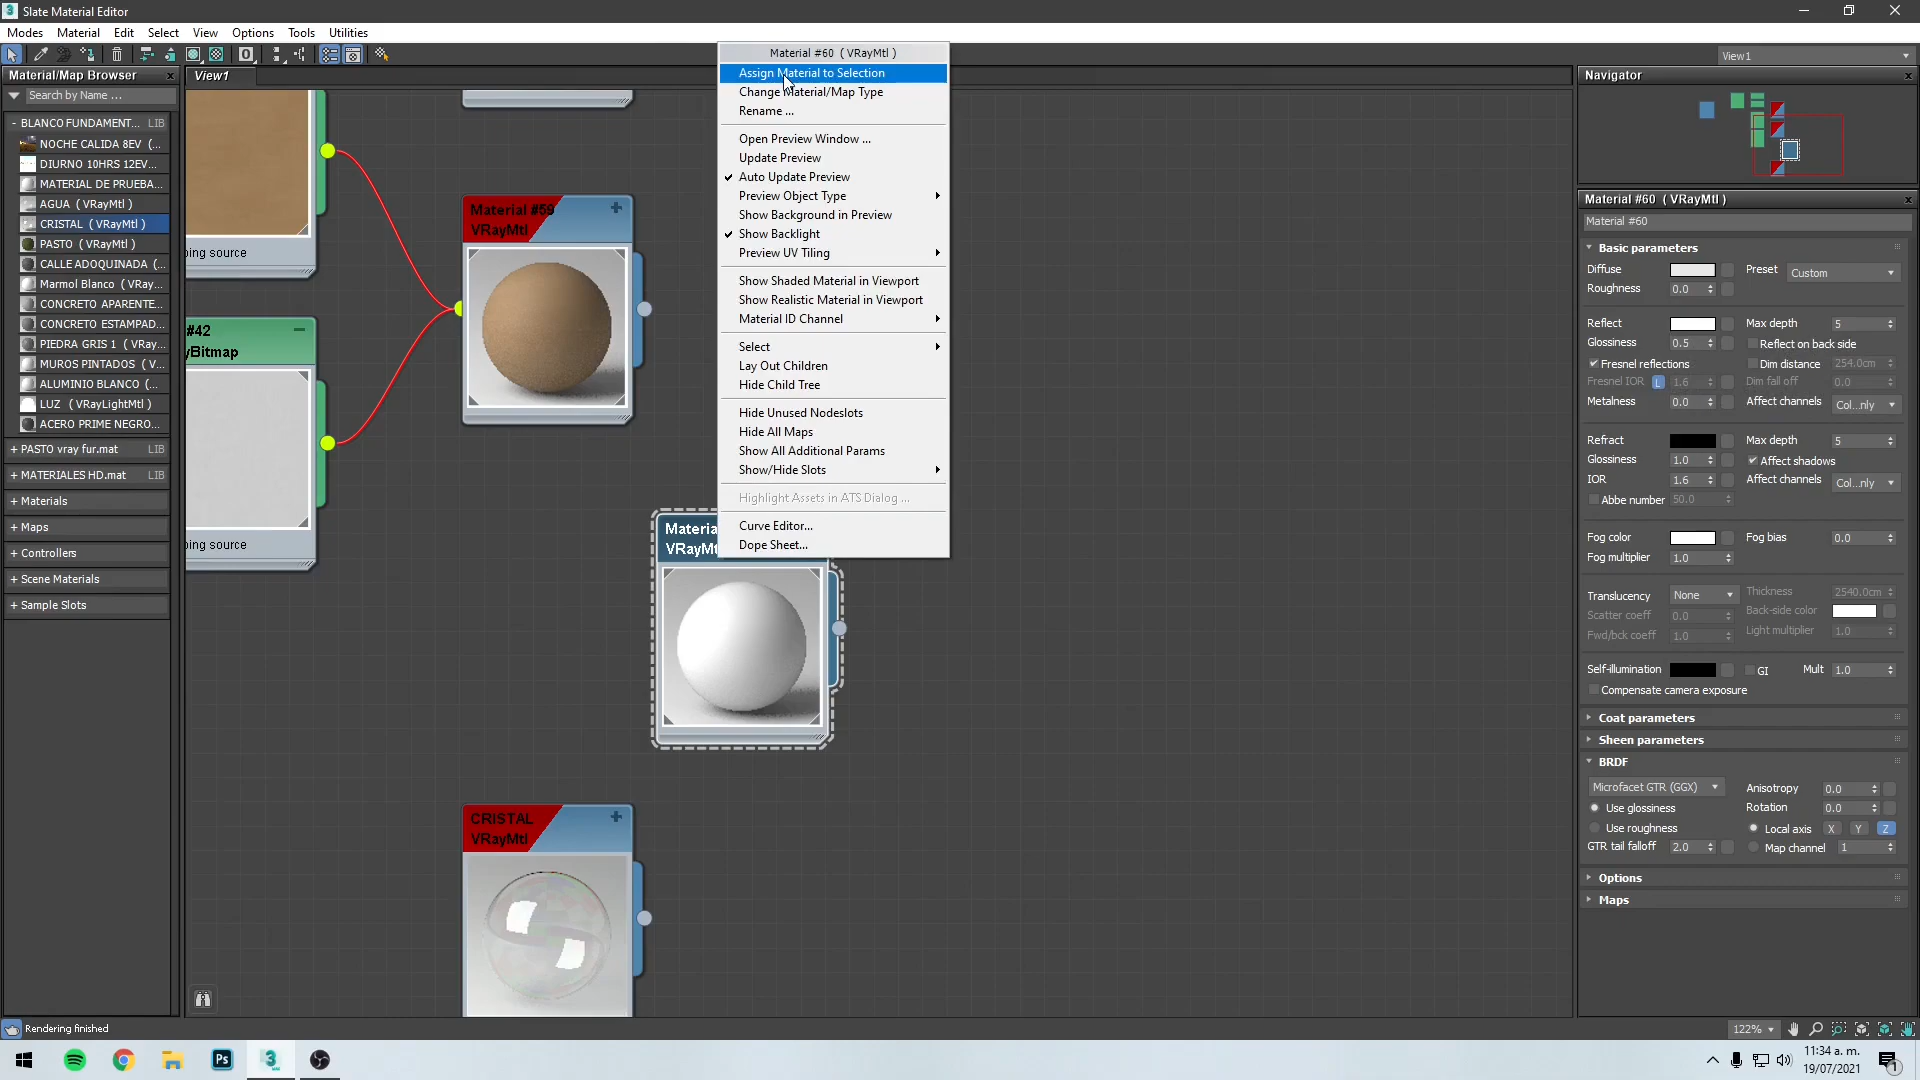 Slate Material Editor
Modes Material Edit Select View Options Tools Utilities
View1
Material/Map Browser
Search by Name ...
- BLANCO FUNDAMENT... LIB
NOCHE CALIDA 8EV (...
DIURNO 10HRS 12EV...
MATERIAL DE PRUEBA...
AGUA ( VRayMtl )
CRISTAL ( VRayMtl )
PASTO ( VRayMtl )
CALLE ADOQUINADA (...
Marmol Blanco ( VRay...
CONCRETO APARENTE...
CONCRETO ESTAMPAD...
PIEDRA GRIS 1 ( VRay...
MUROS PINTADOS ( V...
ALUMINIO BLANCO (...
LUZ ( VRayLightMtl )
ACERO PRIME NEGRO...
+ PASTO vray fur.mat LIB
+ MATERIALES HD.mat LIB
+ Materials
+ Maps
+ Controllers
+ Scene Materials
+ Sample Slots
View1
ping source
#42
yBitmap
ping source
Material #59
VRayMtl
Materia
VRayMt
CRISTAL
VRayMtl
Material #60 ( VRayMtl )
Assign Material to Selection
Change Material/Map Type
Rename ...
Open Preview Window ...
Update Preview
Auto Update Preview
Preview Object Type
Show Background in Preview
Show Backlight
Preview UV Tiling
Show Shaded Material in Viewport
Show Realistic Material in Viewport
Material ID Channel
Select
Lay Out Children
Hide Child Tree
Hide Unused Nodeslots
Hide All Maps
Show All Additional Params
Show/Hide Slots
Highlight Assets in ATS Dialog ...
Curve Editor...
Dope Sheet...
Navigator
Material #60 ( VRayMtl )
Material #60
Basic parameters
Diffuse Preset Custom
Roughness 0.0
Reflect Max depth 5
Glossiness 0.5 Reflect on back side
Fresnel reflections Dim distance 254.0cm
Fresnel IOR L 1.6 Dim fall off 0.0
Metalness 0.0 Affect channels Col...nly
Refract Max depth 5
Glossiness 1.0 Affect shadows
IOR 1.6 Affect channels Col...nly
Abbe number 50.0
Fog color Fog bias 0.0
Fog multiplier 1.0
Translucency None Thickness 2540.0cm
Scatter coeff 0.0 Back-side color
Fwd/bck coeff 1.0 Light multiplier 1.0
Self-illumination GI Mult 1.0
Compensate camera exposure
Coat parameters
Sheen parameters
BRDF
Microfacet GTR (GGX) Anisotropy 0.0
Use glossiness Rotation 0.0
Use roughness Local axis X Y Z
GTR tail falloff 2.0 Map channel 1
Options
Maps
Rendering finished
122%
11:34 a. m.
19/07/2021